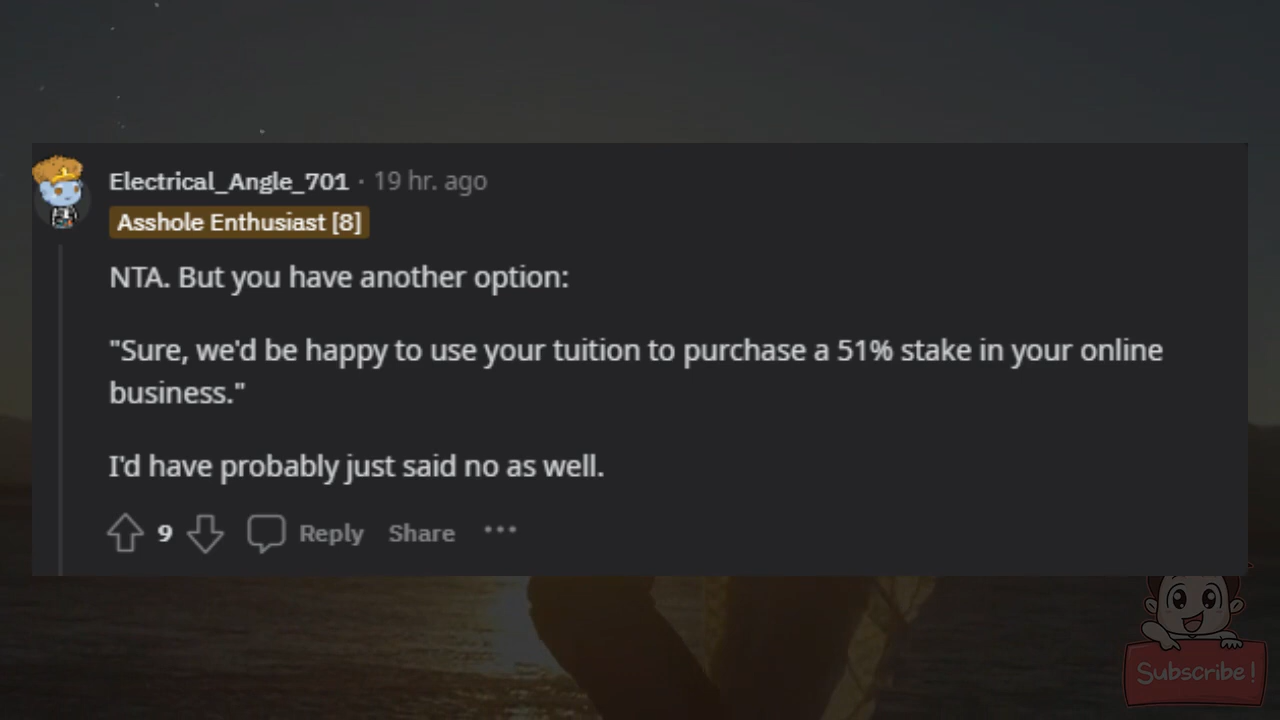 Electrical_Angle_701 · 19 hr. ago
Asshole Enthusiast [8]
NTA. But you have another option:
"Sure, we'd be happy to use your tuition to purchase a 51% stake in your online
business."
I'd have probably just said no as well.
9 Reply Share ···
Subscribe!